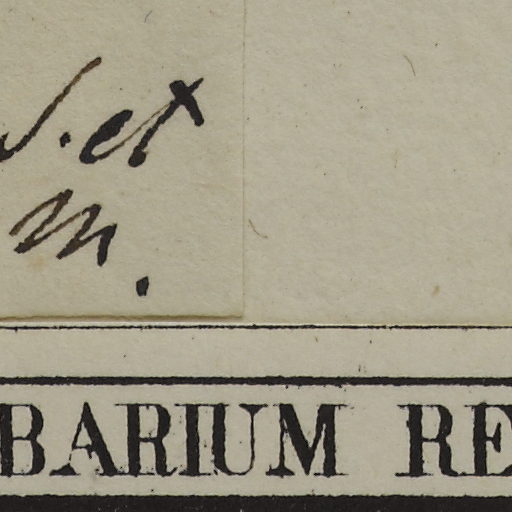 S. et
M.
BARIUM RE